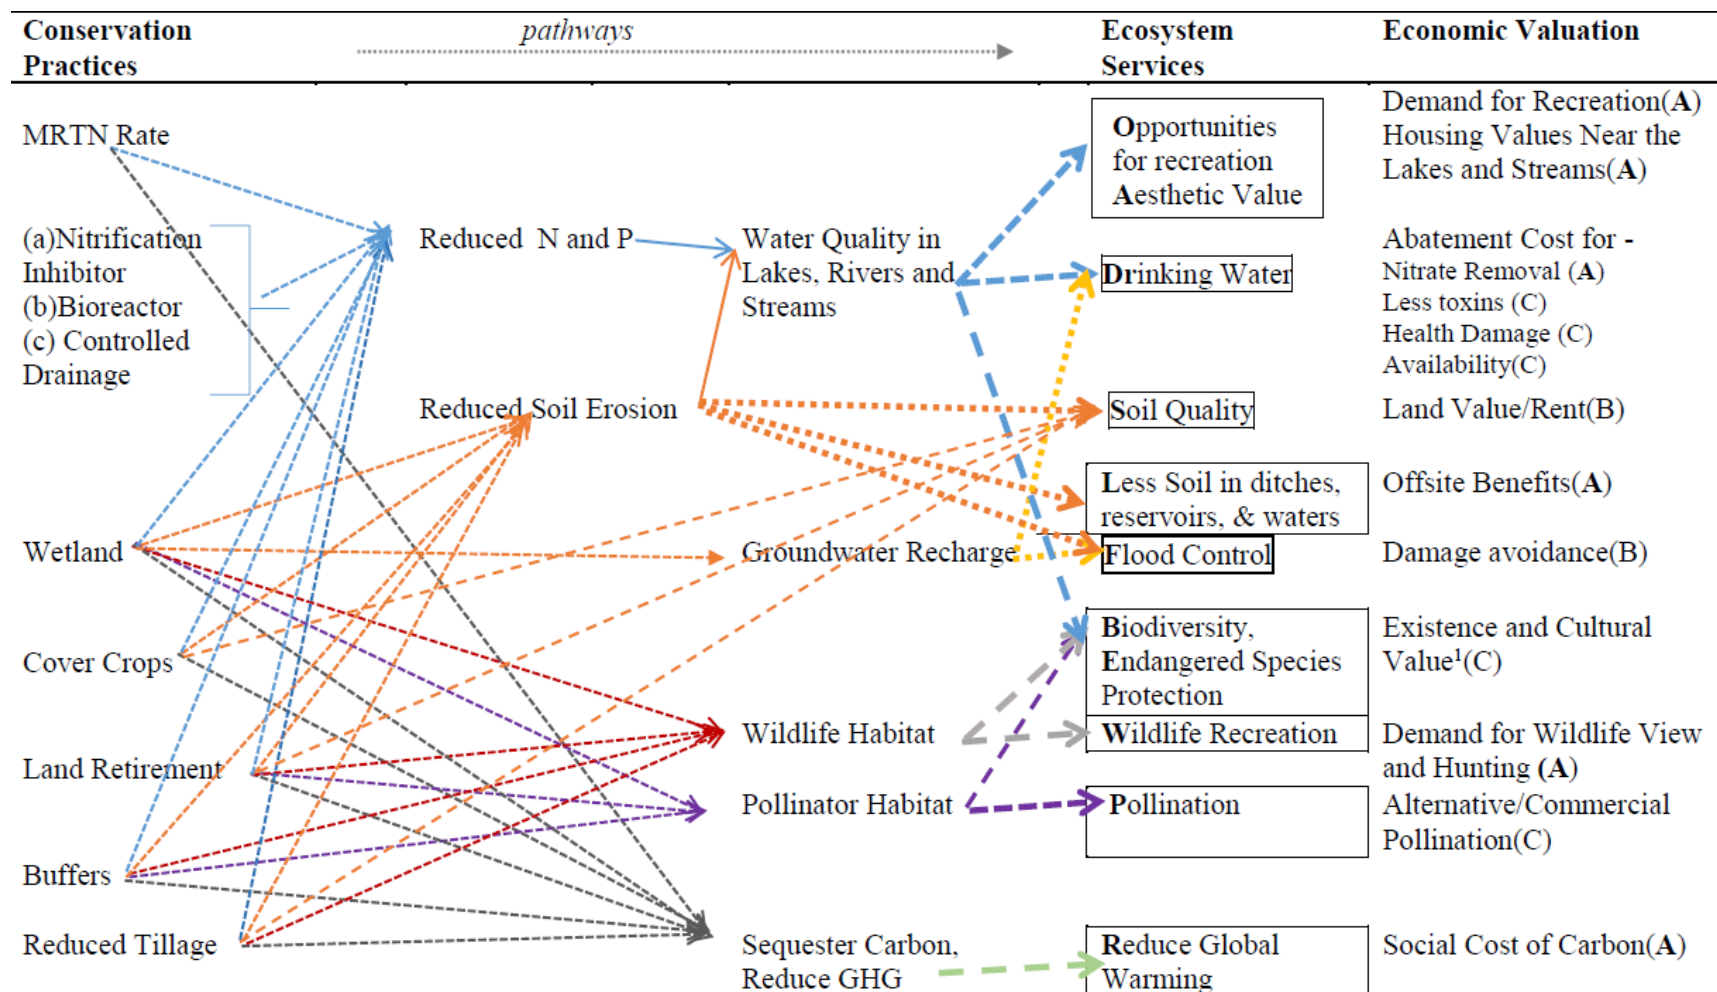 Conservation
Practices
pathways
Ecosystem
Services
Economic Valuation
MRTN Rate
(a)Nitrification
Inhibitor
(b)Bioreactor
(c) Controlled
Drainage
Wetland
Cover Crops
Land Retirement
Buffers
Reduced Tillage
Reduced N and P
Reduced Soil Erosion
Water Quality in
Lakes, Rivers and
Streams
Groundwater Recharge
Wildlife Habitat
Pollinator Habitat
Sequester Carbon,
Reduce GHG
Opportunities
for recreation
Aesthetic Value
Drinking Water
Soil Quality
Less Soil in ditches,
reservoirs, & waters
Flood Control
Biodiversity,
Endangered Species
Protection
Wildlife Recreation
Pollination
Reduce Global
Warming
Demand for Recreation(A)
Housing Values Near the
Lakes and Streams(A)
Abatement Cost for -
Nitrate Removal (A)
Less toxins (C)
Health Damage (C)
Availability(C)
Land Value/Rent(B)
Offsite Benefits(A)
Damage avoidance(B)
Existence and Cultural
Value¹(C)
Demand for Wildlife View
and Hunting (A)
Alternative/Commercial
Pollination(C)
Social Cost of Carbon(A)